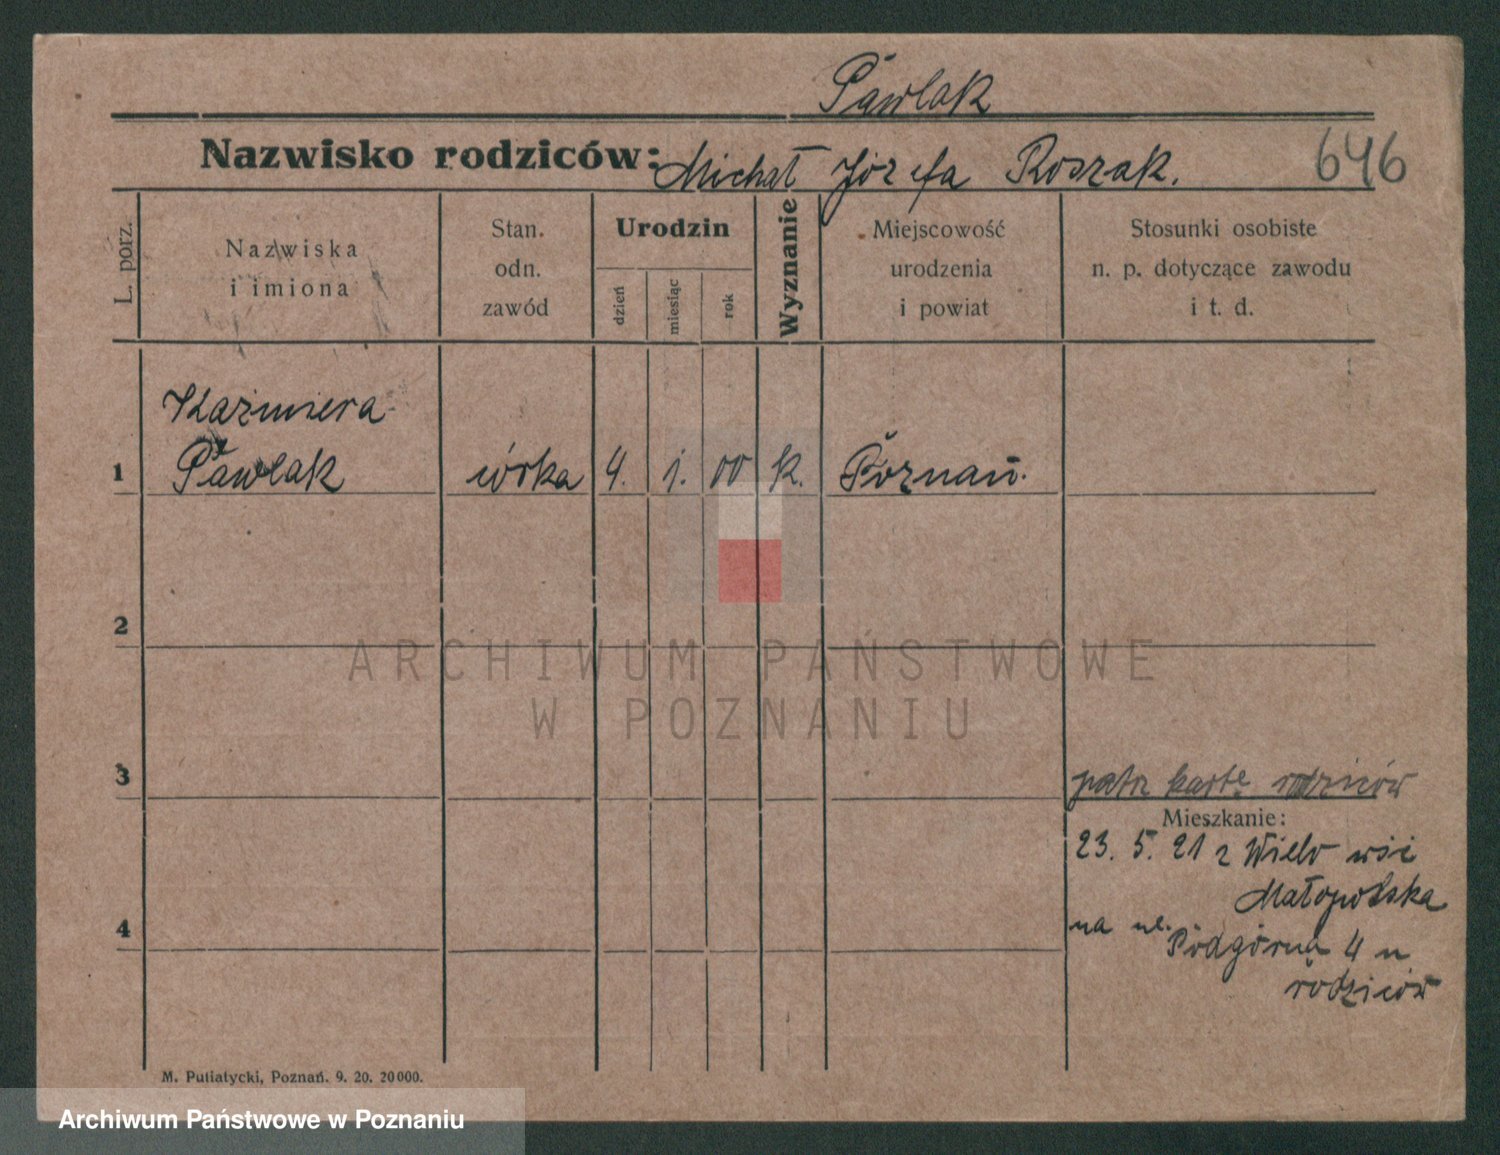 Pawlak
Nazwisko rodziców: Michał Józefa Roszak. 646
L. porz.
Nazwiska
i imiona
Stan.
odn.
zawód
Urodzin
dzień
miesiąc
rok
Wyznanie
Miejscowość
urodzenia
i powiat
Stosunki osobiste
n. p. dotyczące zawodu
i t. d.
Kazimiera
1 Pawlak córka 4. 1. 00 k. Poznań.
2
ARCHIWUM PAŃSTWOWE
W POZNANIU
3 patrz kartę rodziców
Mieszkanie:
23. 5. 21 z Wielo wsi
Małopolska
4 na ul.
Podgórna 4 u
rodziców
M. Putiatycki, Poznań. 9. 20. 20000.
Archiwum Państwowe w Poznaniu